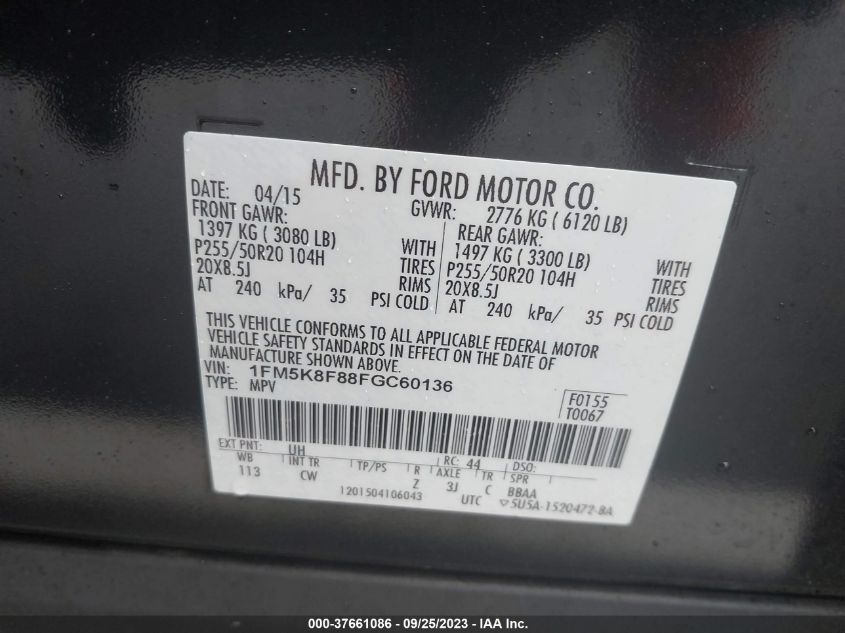 MFD. BY FORD MOTOR CO.
DATE: 04/15 GVWR: 2776 KG ( 6120 LB)
FRONT GAWR: REAR GAWR:
1397 KG ( 3080 LB) WITH 1497 KG ( 3300 LB) WITH
P255/50R20 104H TIRES P255/50R20 104H TIRES
20X8.5J RIMS 20X8.5J RIMS
AT 240 kPa/ 35 PSI COLD AT 240 kPa/ 35 PSI COLD
THIS VEHICLE CONFORMS TO ALL APPLICABLE FEDERAL MOTOR
VEHICLE SAFETY STANDARDS IN EFFECT ON THE DATE OF
MANUFACTURE SHOWN ABOVE.
VIN: 1FM5K8F88FGC60136
TYPE: MPV
F0155
T0067
EXT PNT: UH RC: 44 DSO:
WB INT TR TP/PS R AXLE TR SPR
113 CW Z 3J C BBAA
1201504106043 UTC ▽5U5A-1520472-BA
000-37661086 - 09/25/2023 - IAA Inc.